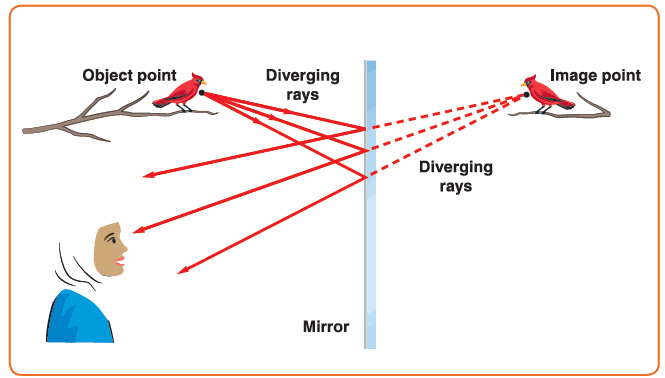 Object point
Diverging
rays
Image point
Diverging
rays
Mirror